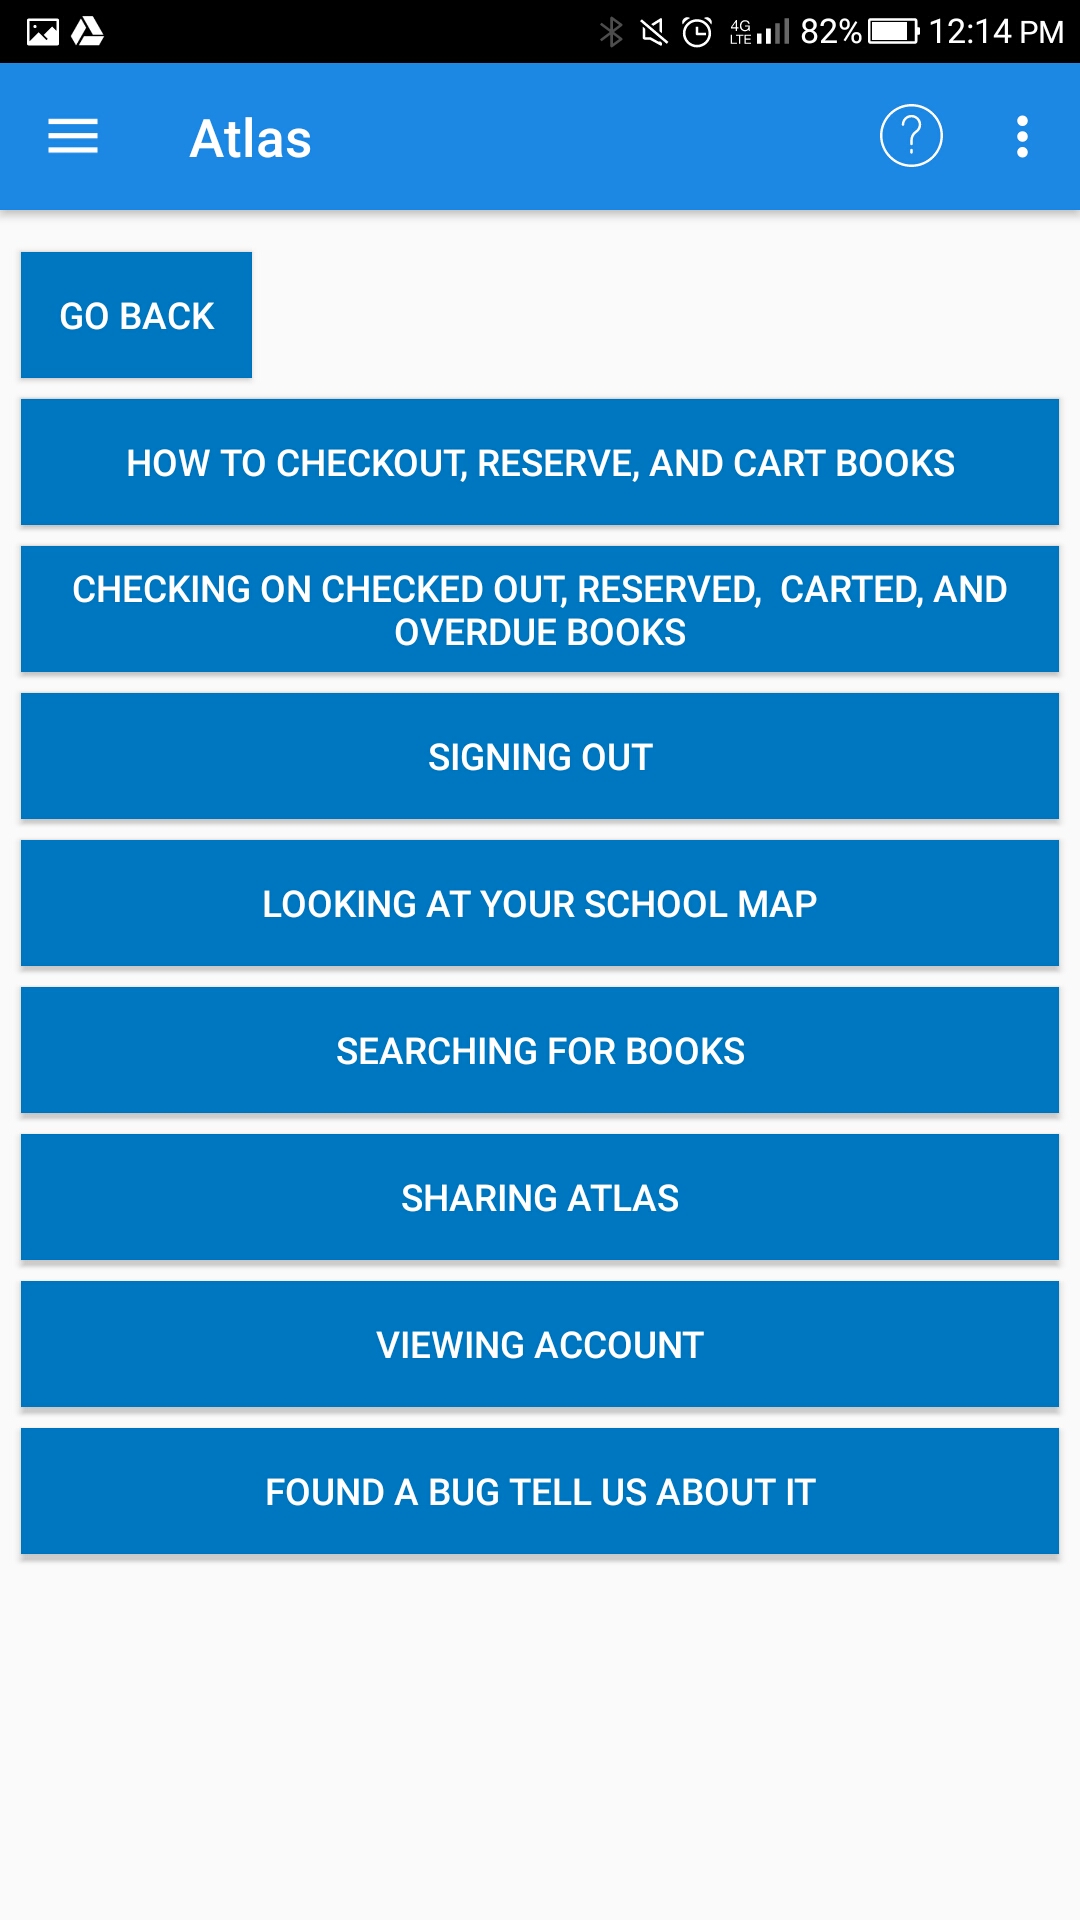 4G LTE 82% 12:14 PM
Atlas
GO BACK
HOW TO CHECKOUT, RESERVE, AND CART BOOKS
CHECKING ON CHECKED OUT, RESERVED,  CARTED, AND
OVERDUE BOOKS
SIGNING OUT
LOOKING AT YOUR SCHOOL MAP
SEARCHING FOR BOOKS
SHARING ATLAS
VIEWING ACCOUNT
FOUND A BUG TELL US ABOUT IT